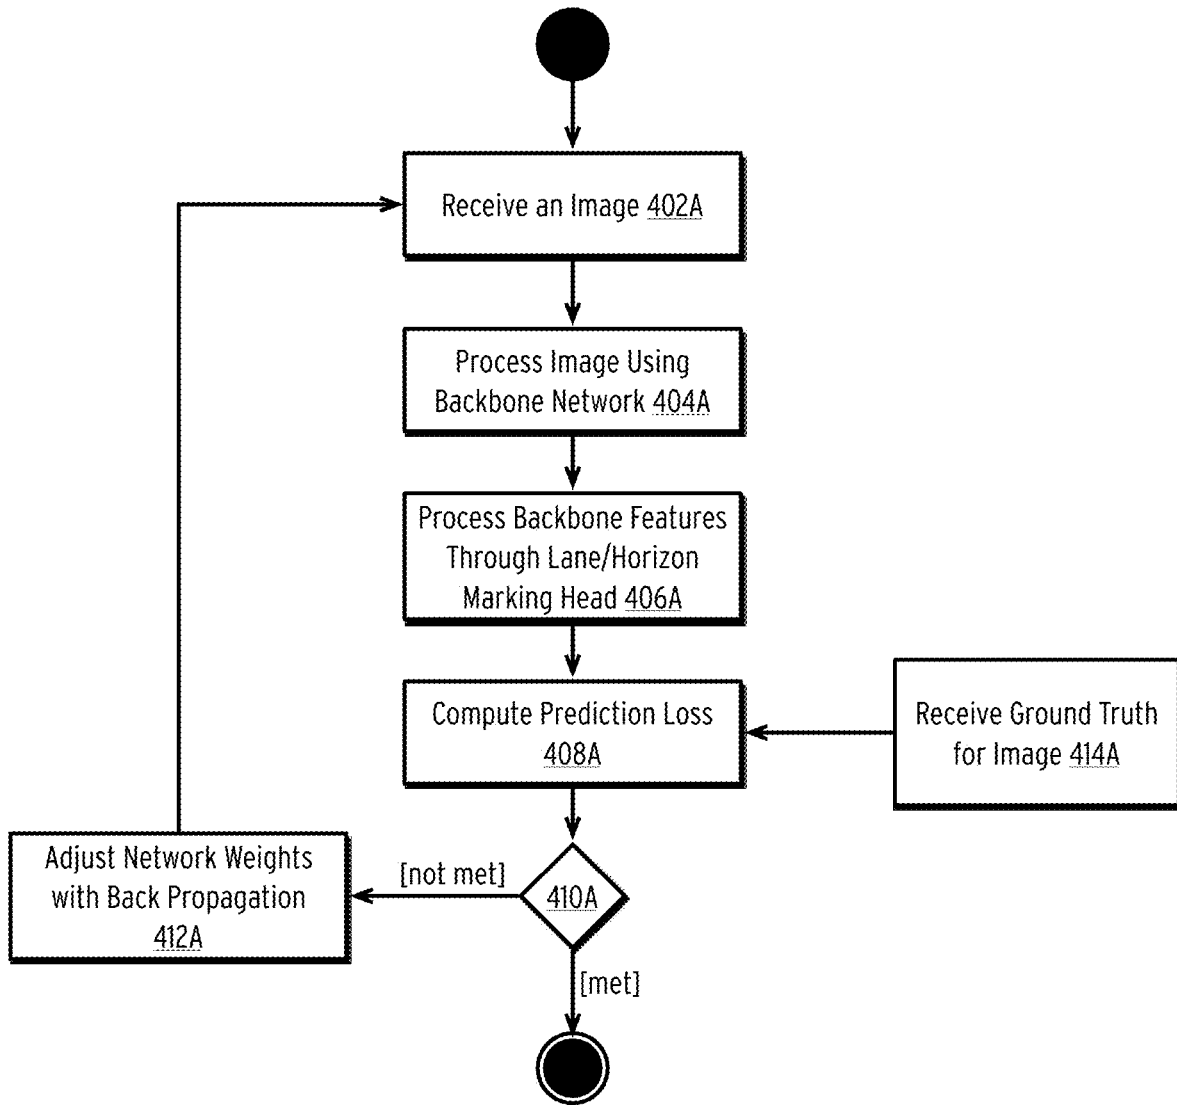 Receive an Image 402A
Process Image Using
Backbone Network 404A
Process Backbone Features
Through Lane/Horizon
Marking Head 406A
Compute Prediction Loss
408A
Receive Ground Truth
for Image 414A
Adjust Network Weights
with Back Propagation
412A
[not met]
410A
[met]